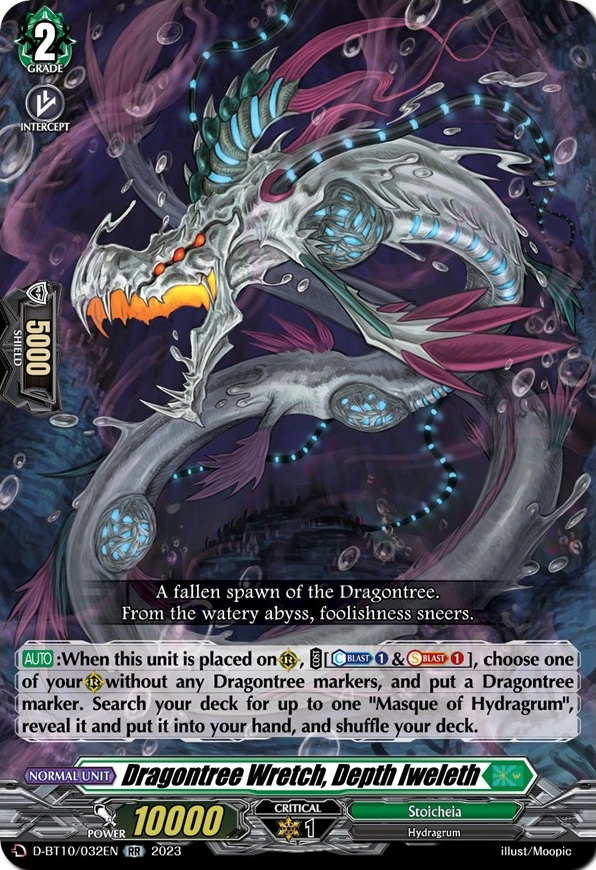 2
GRADE
INTERCEPT
5000
SHIELD
A fallen spawn of the Dragontree.
From the watery abyss, foolishness sneers.
AUTO:When this unit is placed on R, COST[C BLAST 1 & S BLAST 1], choose one
of your R without any Dragontree markers, and put a Dragontree
marker. Search your deck for up to one "Masque of Hydragrum",
reveal it and put it into your hand, and shuffle your deck.
NORMAL UNIT Dragontree Wretch, Depth Iweleth
POWER 10000 CRITICAL 1 Stoicheia
Hydragrum
D-BT10/032EN RR 2023 illust/Moopic